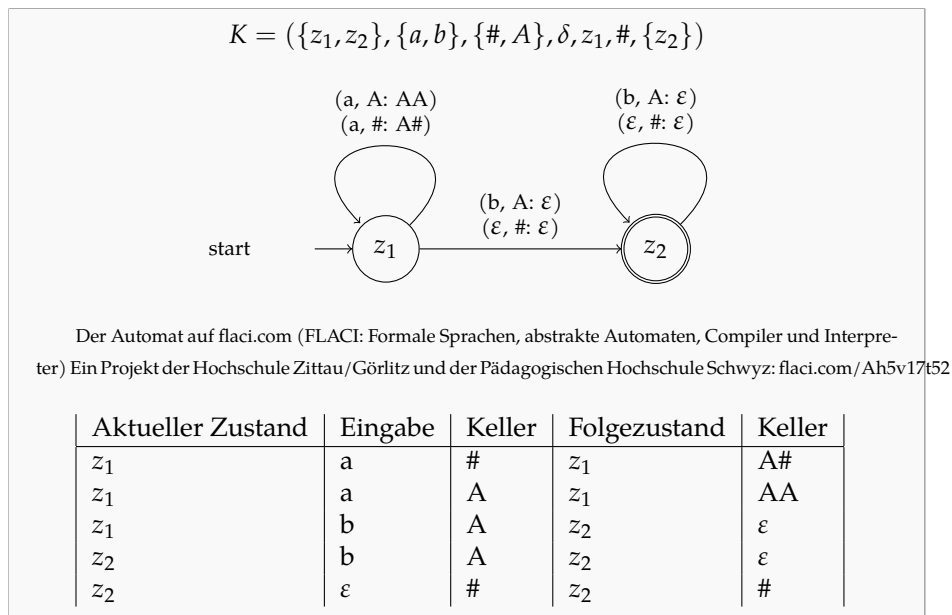 K = ({z₁, z₂}, {a, b}, {#, A}, δ, z₁, #, {z₂})
(a, A: AA)
(a, #: A#)
(b, A: ε)
(ε, #: ε)
(b, A: ε)
(ε, #: ε)
start
z₁
z₂
Der Automat auf flaci.com (FLACI: Formale Sprachen, abstrakte Automaten, Compiler und Interpre-
ter) Ein Projekt der Hochschule Zittau/Görlitz und der Pädagogischen Hochschule Schwyz: flaci.com/Ah5v17t52
Aktueller Zustand Eingabe Keller Folgezustand Keller
z₁ a # z₁ A#
z₁ a A z₁ AA
z₁ b A z₂ ε
z₂ b A z₂ ε
z₂ ε # z₂ #